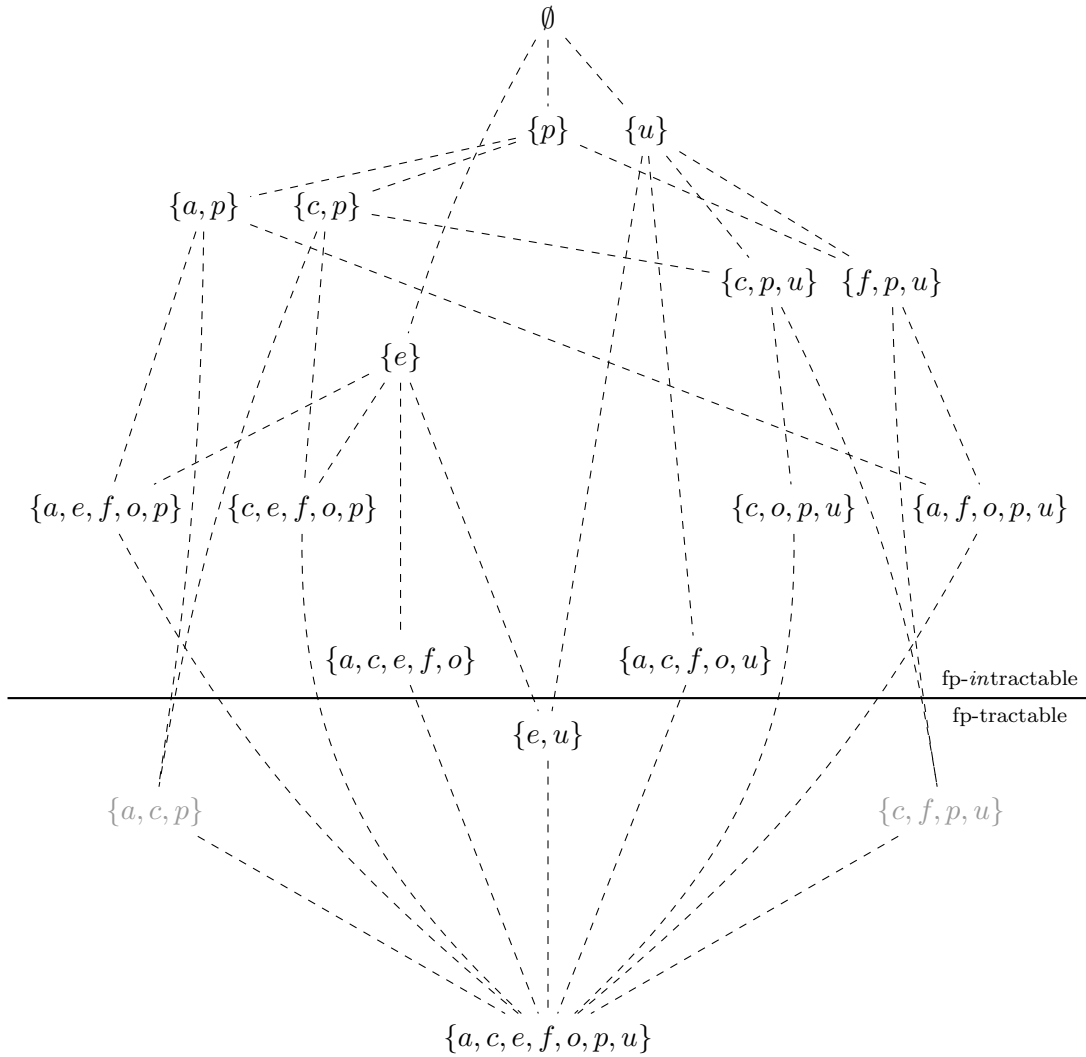 ∅
{p} {u}
{a, p} {c, p}
{c, p, u} {f, p, u}
{e}
{a, e, f, o, p} {c, e, f, o, p} {c, o, p, u} {a, f, o, p, u}
{a, c, e, f, o} {a, c, f, o, u}
fp-intractable
fp-tractable
{e, u}
{a, c, p} {c, f, p, u}
{a, c, e, f, o, p, u}